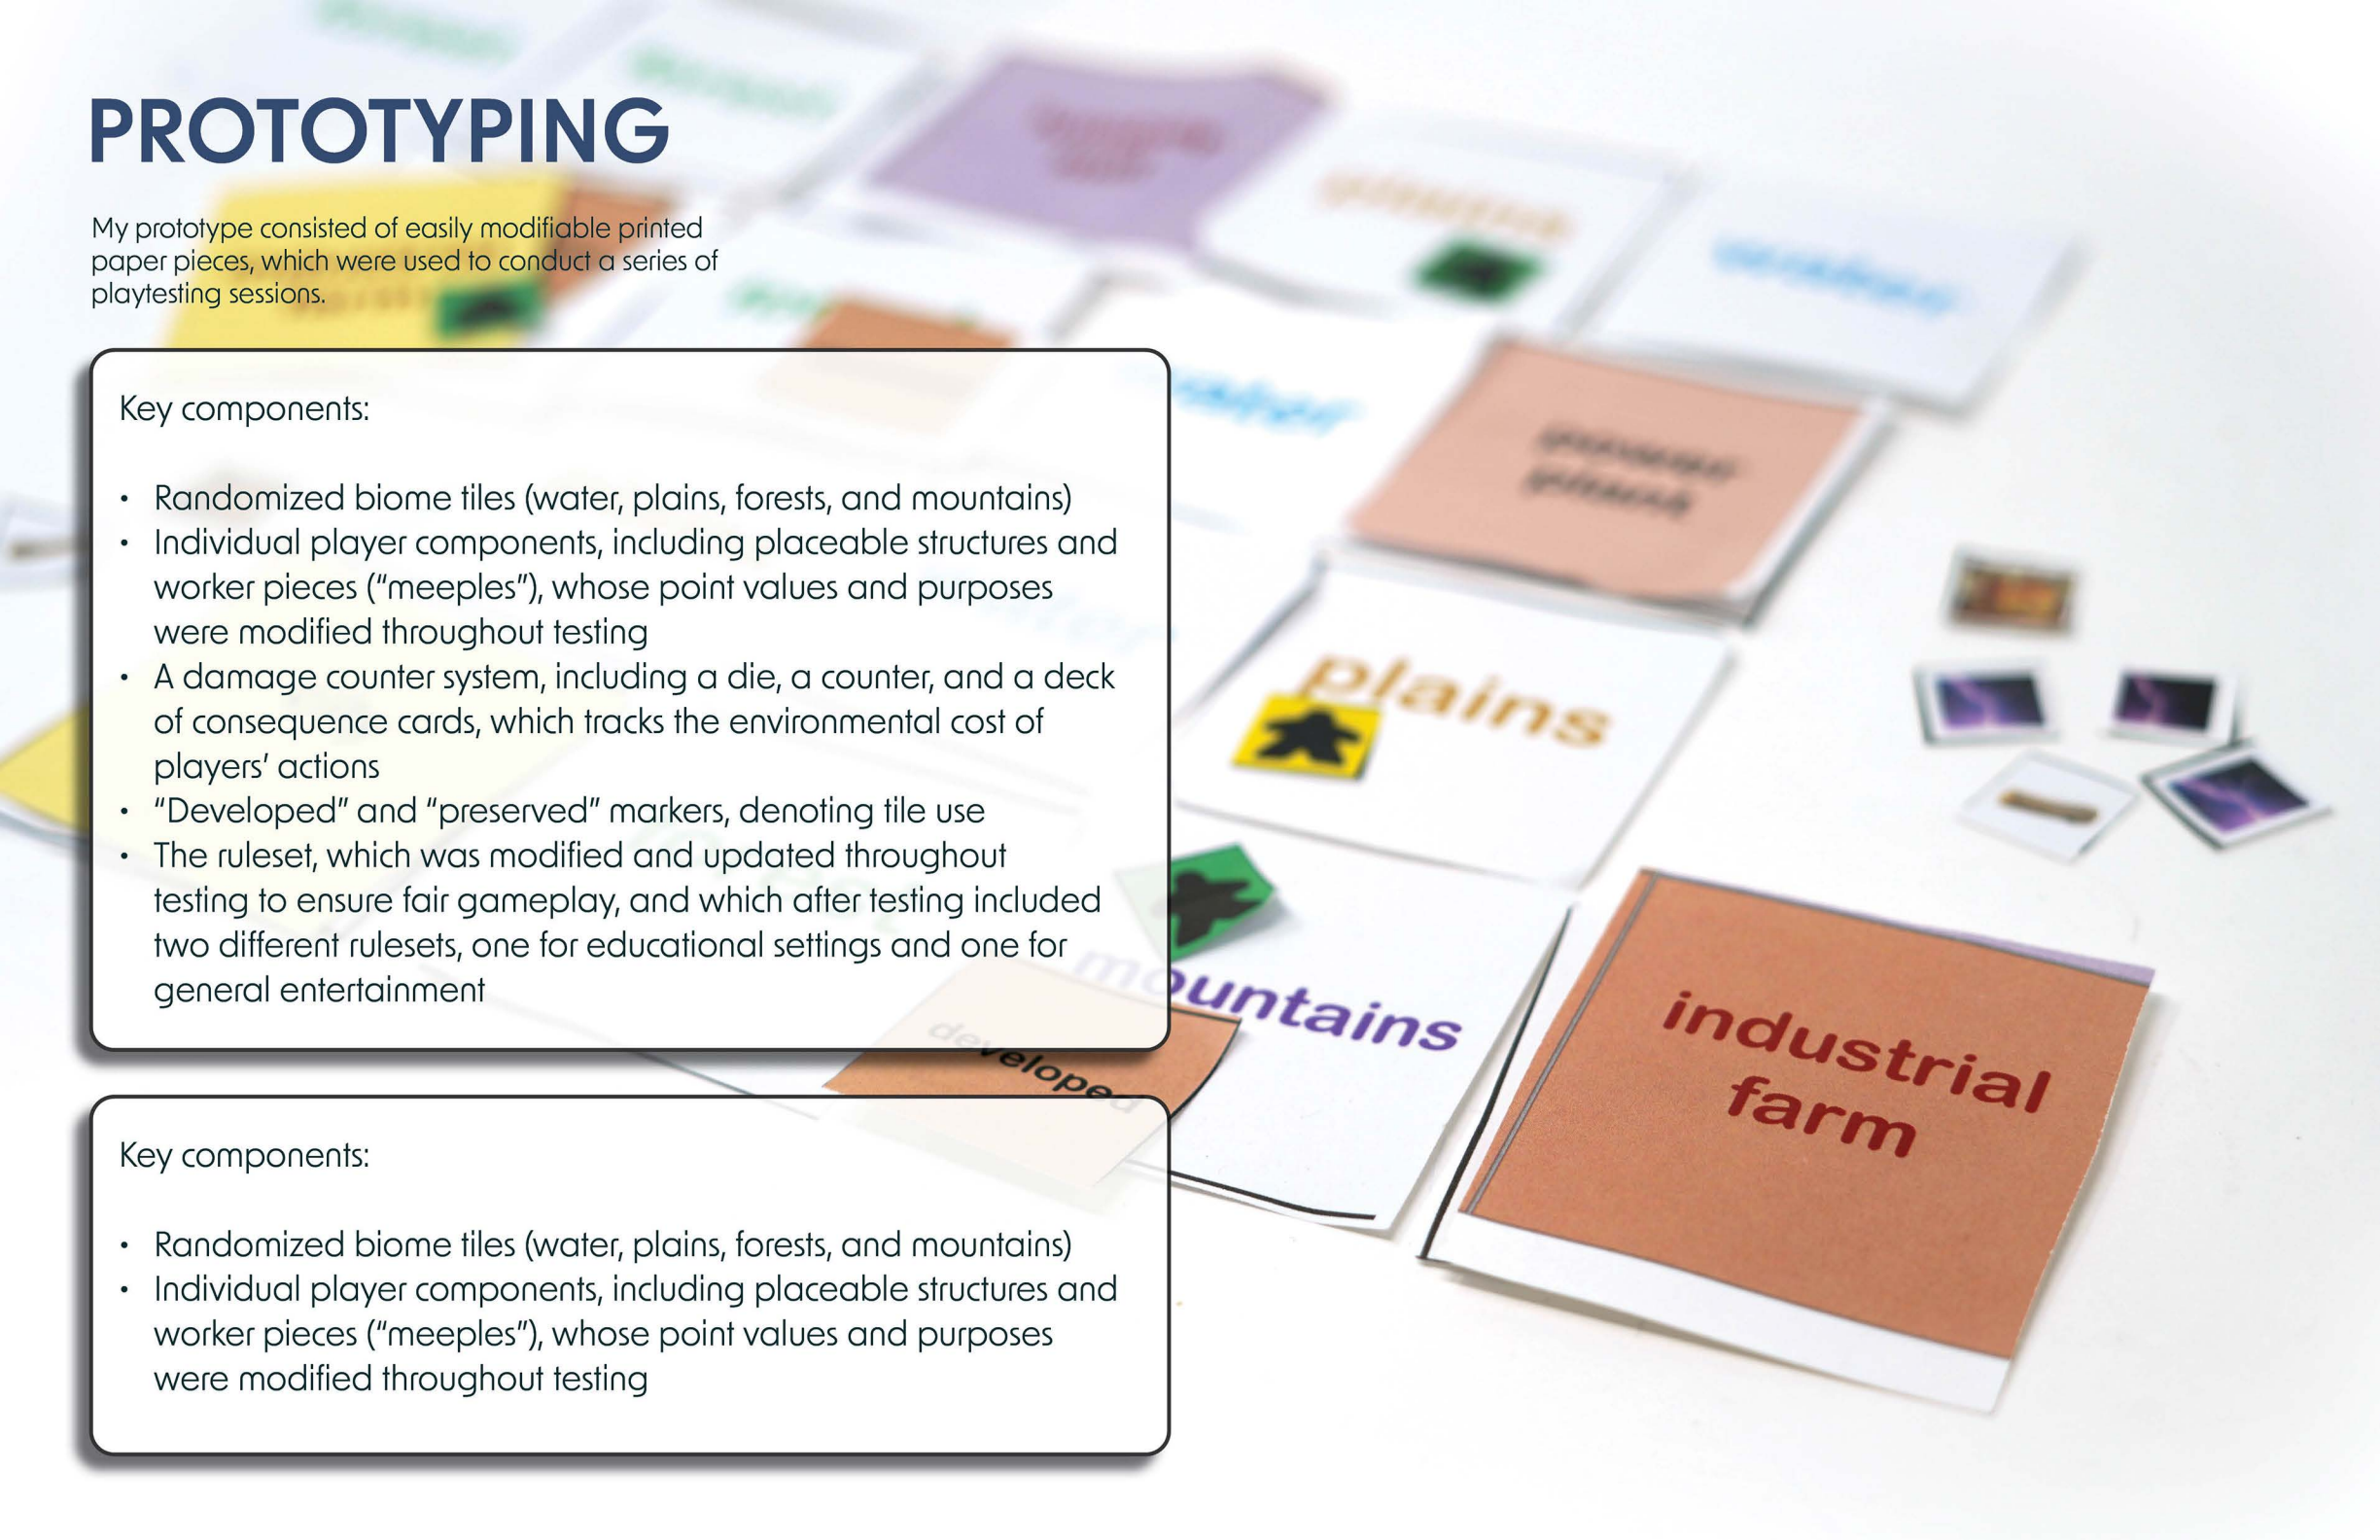 PROTOTYPING
My prototype consisted of easily modifiable printed
paper pieces, which were used to conduct a series of
playtesting sessions.
Key components:
• Randomized biome tiles (water, plains, forests, and mountains)
• Individual player components, including placeable structures and
worker pieces (“meeples”), whose point values and purposes
were modified throughout testing
• A damage counter system, including a die, a counter, and a deck
of consequence cards, which tracks the environmental cost of
players’ actions
• “Developed” and “preserved” markers, denoting tile use
• The ruleset, which was modified and updated throughout
testing to ensure fair gameplay, and which after testing included
two different rulesets, one for educational settings and one for
general entertainment
Key components:
• Randomized biome tiles (water, plains, forests, and mountains)
• Individual player components, including placeable structures and
worker pieces (“meeples”), whose point values and purposes
were modified throughout testing
plains
water
water
power
plant
plains
mountains
developed
industrial
farm